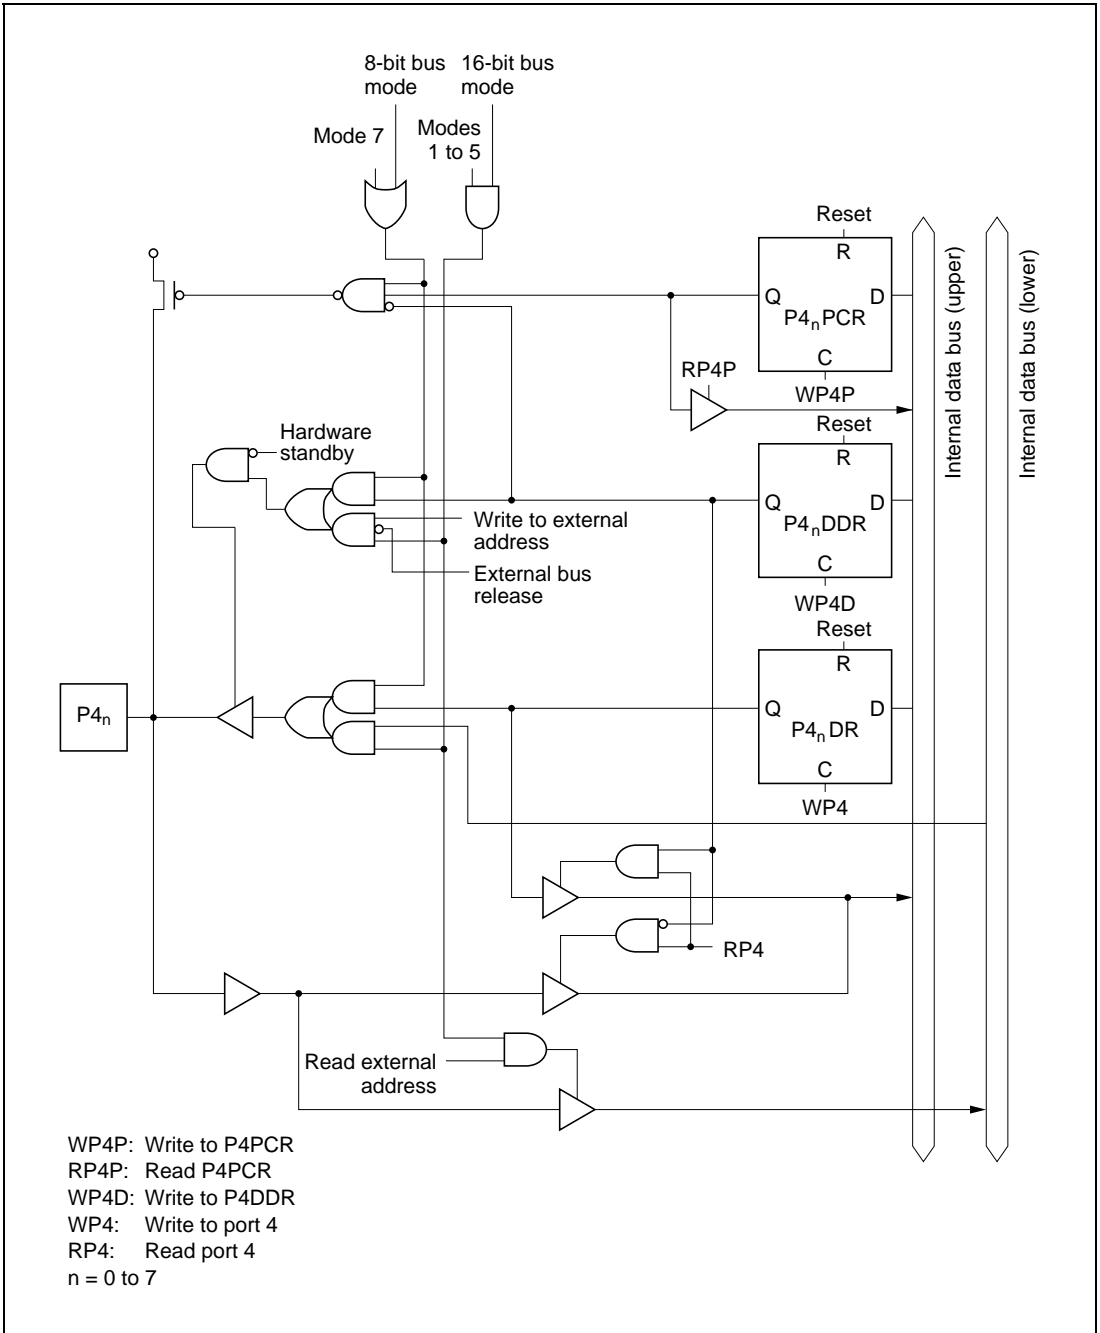 8-bit bus mode
16-bit bus mode
Mode 7
Modes 1 to 5
Reset
R
Q
D
P4nPCR
C
WP4P
RP4P
Internal data bus (upper)
Internal data bus (lower)
Hardware standby
Reset
R
Q
D
P4nDDR
C
WP4D
Write to external address
External bus release
Reset
R
P4n
Q
D
P4nDR
C
WP4
RP4
Read external address
WP4P: Write to P4PCR
RP4P: Read P4PCR
WP4D: Write to P4DDR
WP4: Write to port 4
RP4: Read port 4
n = 0 to 7